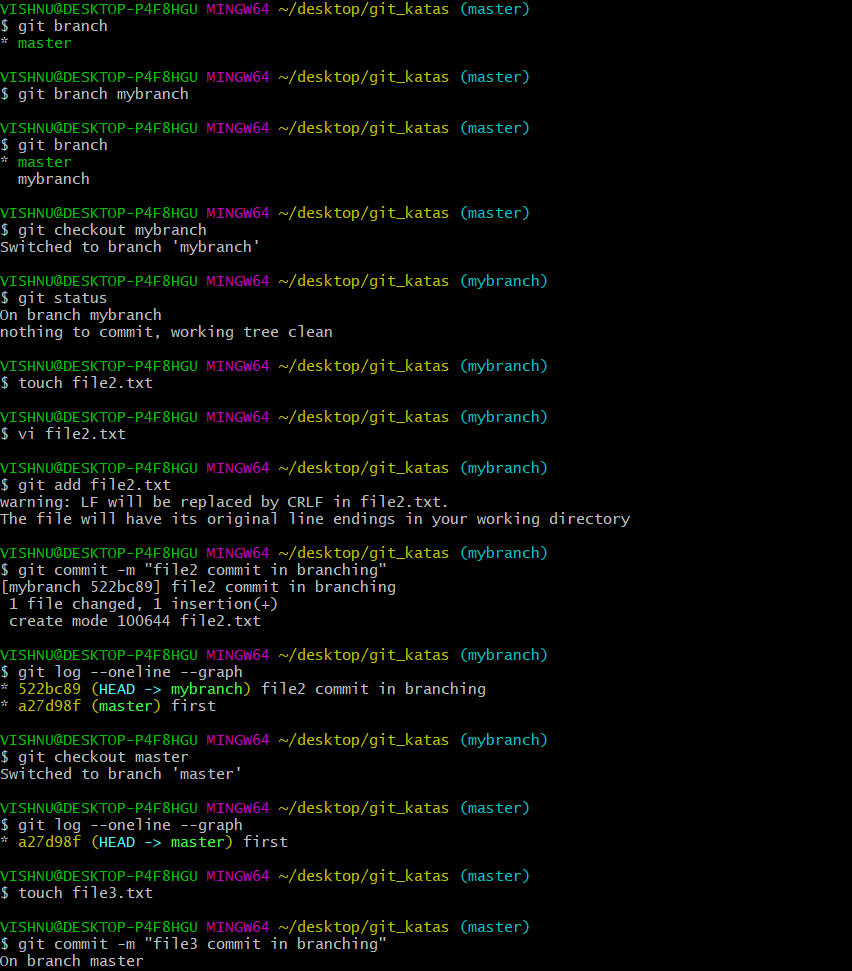 VISHNU@DESKTOP-P4F8HGU MINGW64 ~/desktop/git_katas (master)
$ git branch
* master
VISHNU@DESKTOP-P4F8HGU MINGW64 ~/desktop/git_katas (master)
$ git branch mybranch
VISHNU@DESKTOP-P4F8HGU MINGW64 ~/desktop/git_katas (master)
$ git branch
* master
  mybranch
VISHNU@DESKTOP-P4F8HGU MINGW64 ~/desktop/git_katas (master)
$ git checkout mybranch
Switched to branch 'mybranch'
VISHNU@DESKTOP-P4F8HGU MINGW64 ~/desktop/git_katas (mybranch)
$ git status
On branch mybranch
nothing to commit, working tree clean
VISHNU@DESKTOP-P4F8HGU MINGW64 ~/desktop/git_katas (mybranch)
$ touch file2.txt
VISHNU@DESKTOP-P4F8HGU MINGW64 ~/desktop/git_katas (mybranch)
$ vi file2.txt
VISHNU@DESKTOP-P4F8HGU MINGW64 ~/desktop/git_katas (mybranch)
$ git add file2.txt
warning: LF will be replaced by CRLF in file2.txt.
The file will have its original line endings in your working directory
VISHNU@DESKTOP-P4F8HGU MINGW64 ~/desktop/git_katas (mybranch)
$ git commit -m "file2 commit in branching"
[mybranch 522bc89] file2 commit in branching
 1 file changed, 1 insertion(+)
 create mode 100644 file2.txt
VISHNU@DESKTOP-P4F8HGU MINGW64 ~/desktop/git_katas (mybranch)
$ git log --oneline --graph
* 522bc89 (HEAD -> mybranch) file2 commit in branching
* a27d98f (master) first
VISHNU@DESKTOP-P4F8HGU MINGW64 ~/desktop/git_katas (mybranch)
$ git checkout master
Switched to branch 'master'
VISHNU@DESKTOP-P4F8HGU MINGW64 ~/desktop/git_katas (master)
$ git log --oneline --graph
* a27d98f (HEAD -> master) first
VISHNU@DESKTOP-P4F8HGU MINGW64 ~/desktop/git_katas (master)
$ touch file3.txt
VISHNU@DESKTOP-P4F8HGU MINGW64 ~/desktop/git_katas (master)
$ git commit -m "file3 commit in branching"
On branch master